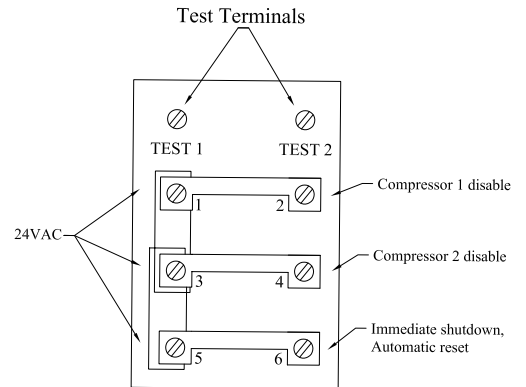 Test Terminals
TEST 1
TEST 2
1
2
Compressor 1 disable
24VAC
3
4
Compressor 2 disable
5
6
Immediate shutdown,
Automatic reset